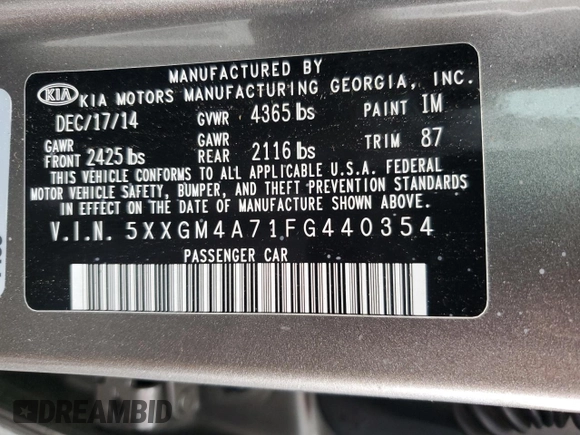 MANUFACTURED BY
KIA KIA MOTORS MANUFACTURING GEORGIA, INC.
DEC/17/14 GVWR 4365 lbs PAINT IM
GAWR FRONT 2425 lbs GAWR REAR 2116 lbs TRIM 87
THIS VEHICLE CONFORMS TO ALL APPLICABLE U.S.A. FEDERAL
MOTOR VEHICLE SAFETY, BUMPER, AND THEFT PREVENTION STANDARDS
IN EFFECT ON THE DATE OF MANUFACTURE SHOWN ABOVE.
V.I.N. 5XXGM4A71FG440354
PASSENGER CAR
DREAMBID